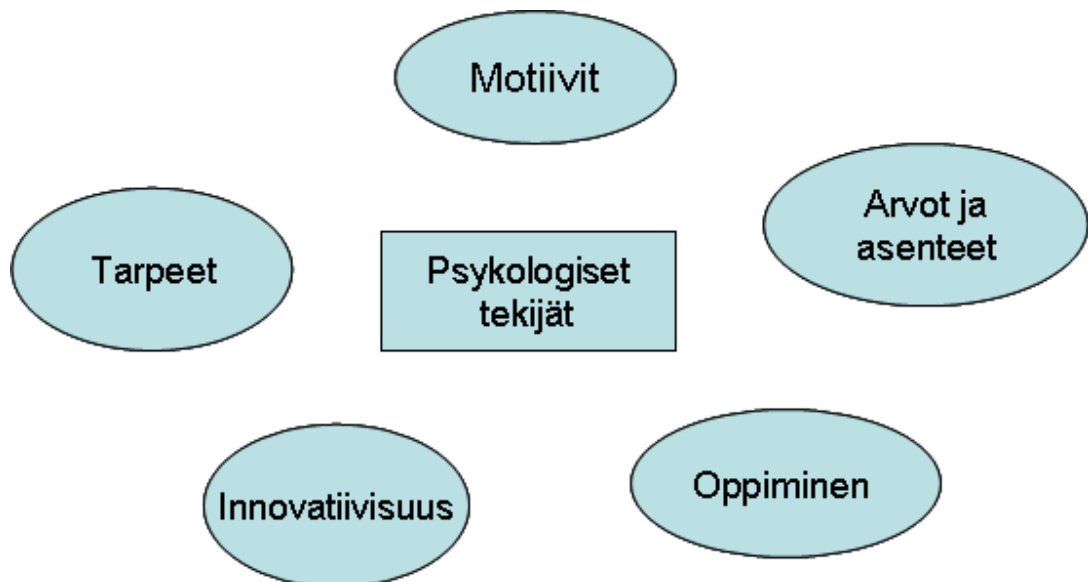 Motiivit
Arvot ja
asenteet
Tarpeet
Psykologiset
tekijät
Innovatiivisuus
Oppiminen